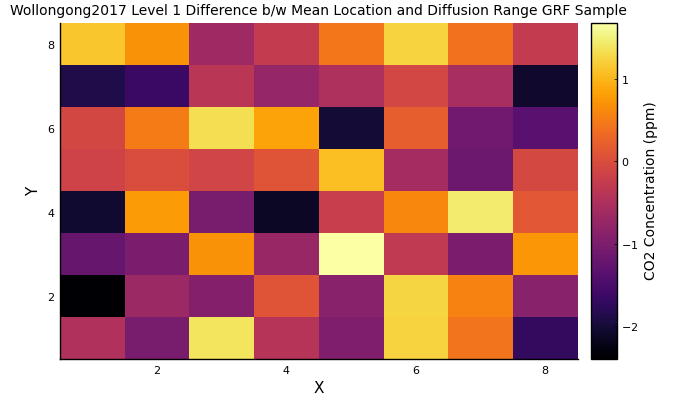 Wollongong2017 Level 1 Difference b/w Mean Location and Diffusion Range GRF Sample
8
6
4
2
Y
2 4 6 8
X
1
0
−1
−2
CO2 Concentration (ppm)